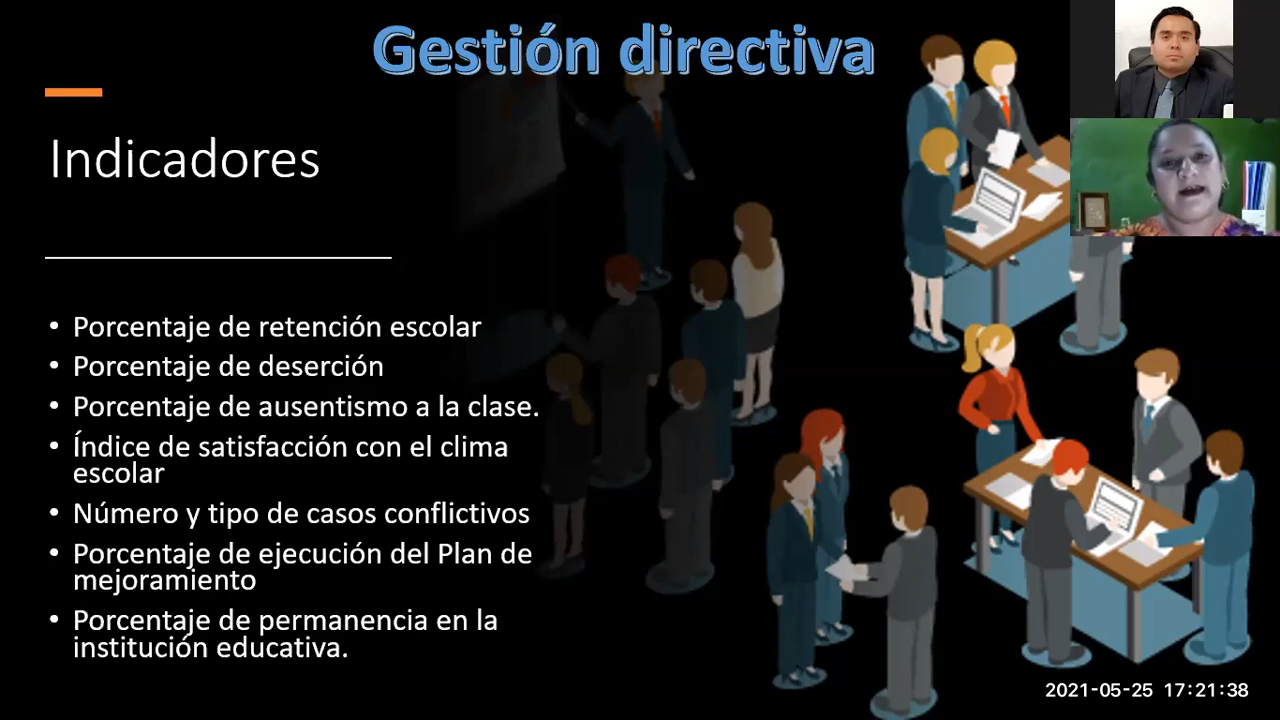 Gestión directiva
Indicadores
• Porcentaje de retención escolar
• Porcentaje de deserción
• Porcentaje de ausentismo a la clase.
• Índice de satisfacción con el clima
escolar
• Número y tipo de casos conflictivos
• Porcentaje de ejecución del Plan de
mejoramiento
• Porcentaje de permanencia en la
institución educativa.
2021-05-25 17:21:38